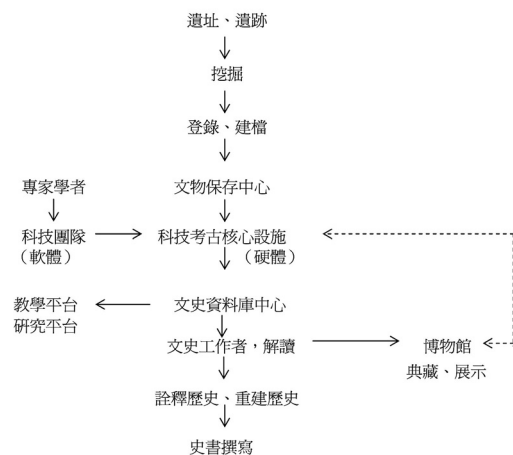 遺址、遺跡
挖掘
登錄、建檔
專家學者
文物保存中心
科技團隊
（軟體）
科技考古核心設施
（硬體）
教學平台
研究平台
文史資料庫中心
文史工作者，解讀
博物館
典藏、展示
詮釋歷史、重建歷史
史書撰寫